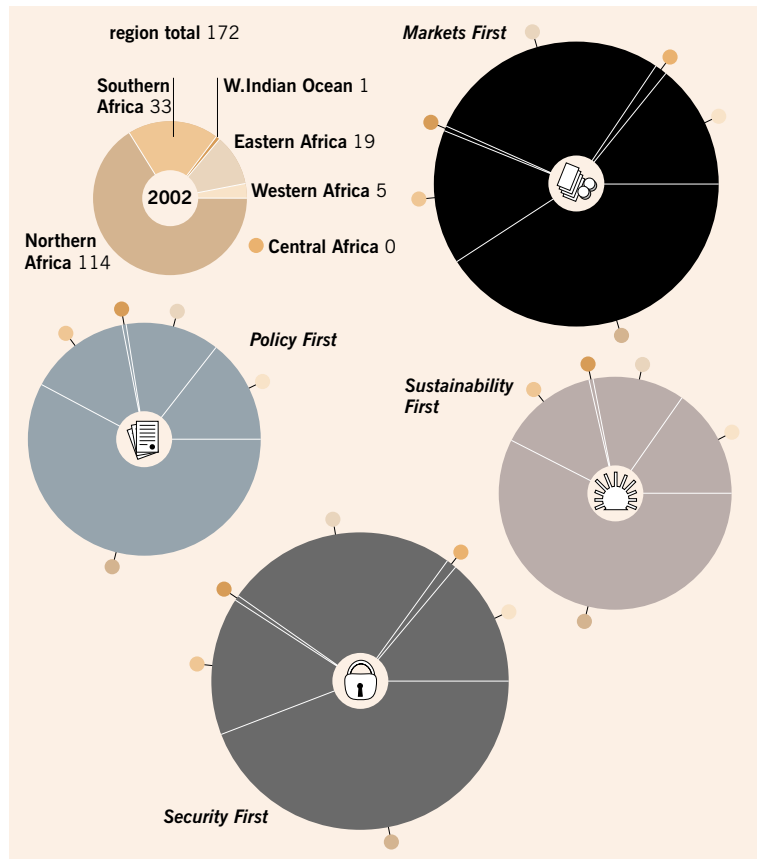 region total 172
Southern
Africa 33
W.Indian Ocean 1
Eastern Africa 19
Western Africa 5
2002
Northern
Africa 114
Central Africa 0
Markets First
Policy First
Sustainability
First
Security First